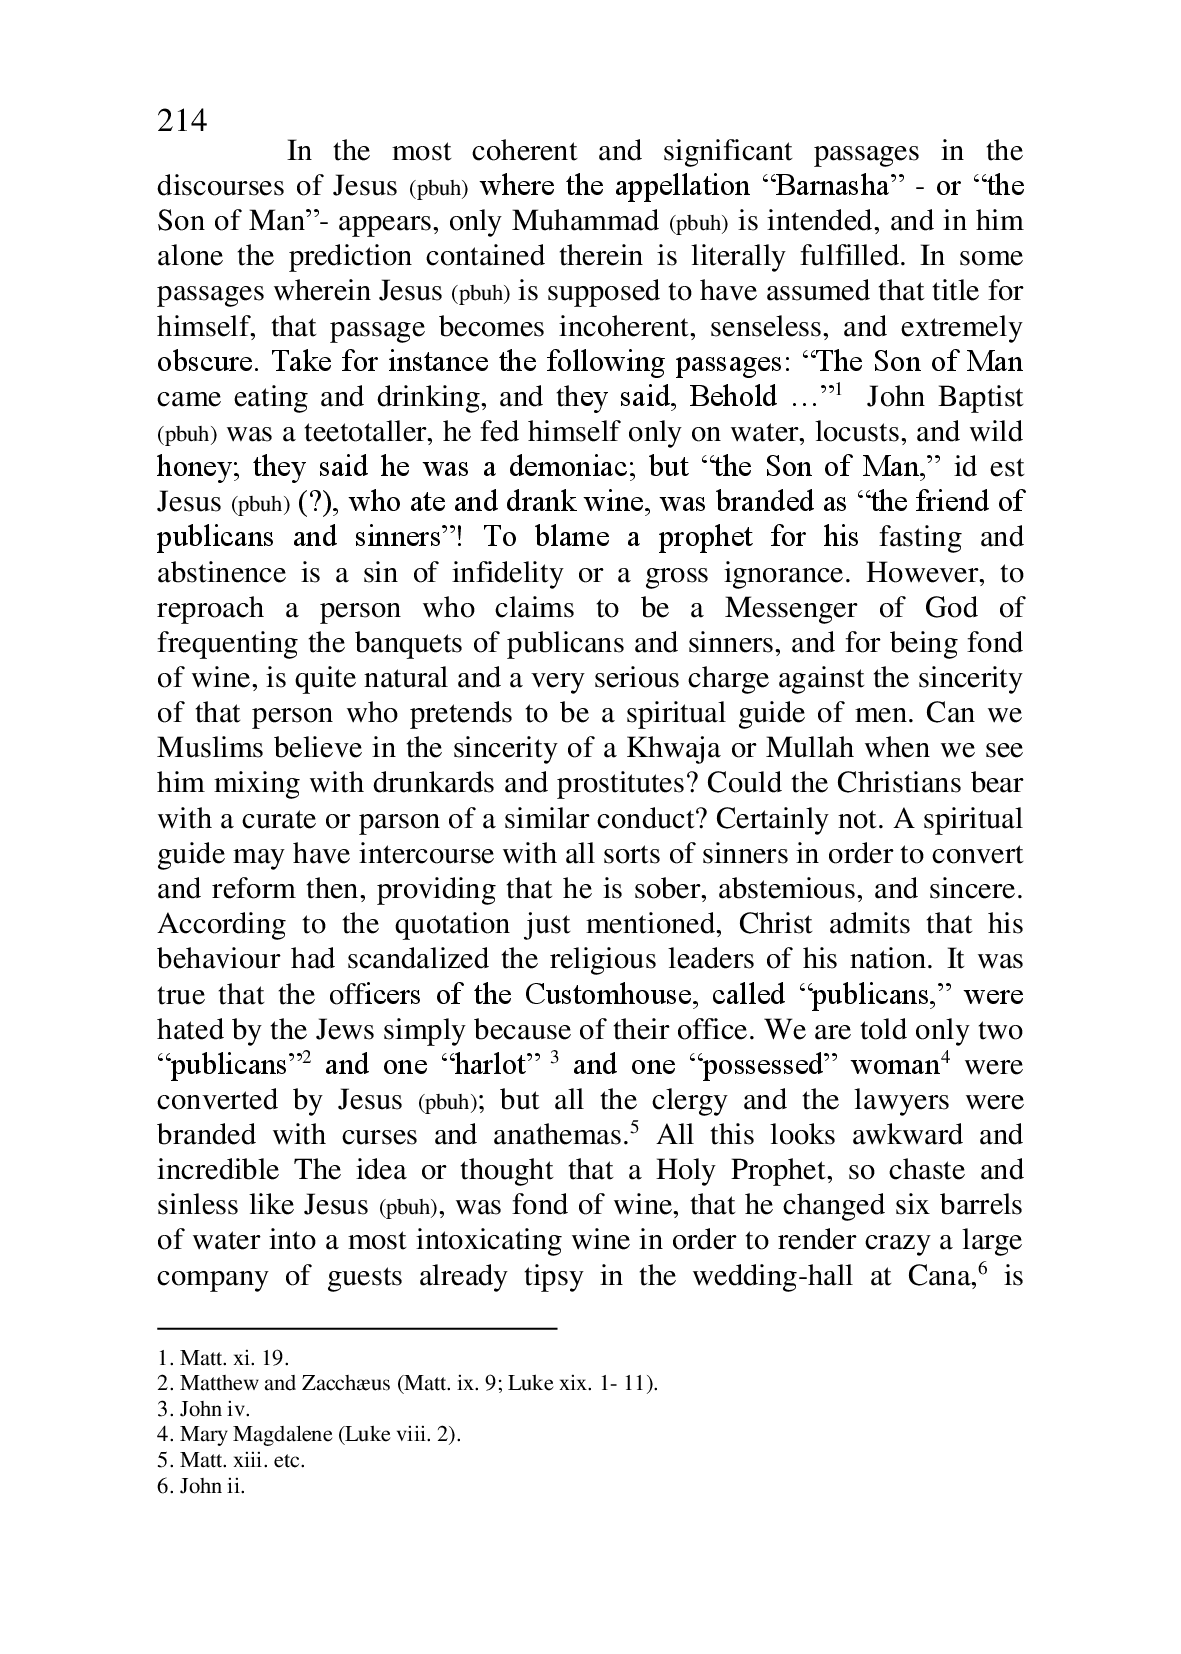 214
In the most coherent and significant passages in the
discourses of Jesus (pbuh) where the appellation “Barnasha” - or “the
Son of Man”- appears, only Muhammad (pbuh) is intended, and in him
alone the prediction contained therein is literally fulfilled. In some
passages wherein Jesus (pbuh) is supposed to have assumed that title for
himself, that passage becomes incoherent, senseless, and extremely
obscure. Take for instance the following passages: “The Son of Man
came eating and drinking, and they said, Behold …”1 John Baptist
(pbuh) was a teetotaller, he fed himself only on water, locusts, and wild
honey; they said he was a demoniac; but “the Son of Man,” id est
Jesus (pbuh) (?), who ate and drank wine, was branded as “the friend of
publicans and sinners”! To blame a prophet for his fasting and
abstinence is a sin of infidelity or a gross ignorance. However, to
reproach a person who claims to be a Messenger of God of
frequenting the banquets of publicans and sinners, and for being fond
of wine, is quite natural and a very serious charge against the sincerity
of that person who pretends to be a spiritual guide of men. Can we
Muslims believe in the sincerity of a Khwaja or Mullah when we see
him mixing with drunkards and prostitutes? Could the Christians bear
with a curate or parson of a similar conduct? Certainly not. A spiritual
guide may have intercourse with all sorts of sinners in order to convert
and reform then, providing that he is sober, abstemious, and sincere.
According to the quotation just mentioned, Christ admits that his
behaviour had scandalized the religious leaders of his nation. It was
true that the officers of the Customhouse, called “publicans,” were
hated by the Jews simply because of their office. We are told only two
“publicans”2 and one “harlot” 3 and one “possessed” woman4 were
converted by Jesus (pbuh); but all the clergy and the lawyers were
branded with curses and anathemas.5 All this looks awkward and
incredible The idea or thought that a Holy Prophet, so chaste and
sinless like Jesus (pbuh), was fond of wine, that he changed six barrels
of water into a most intoxicating wine in order to render crazy a large
company of guests already tipsy in the wedding-hall at Cana,6 is
1. Matt. xi. 19.
2. Matthew and Zacchæus (Matt. ix. 9; Luke xix. 1- 11).
3. John iv.
4. Mary Magdalene (Luke viii. 2).
5. Matt. xiii. etc.
6. John ii.